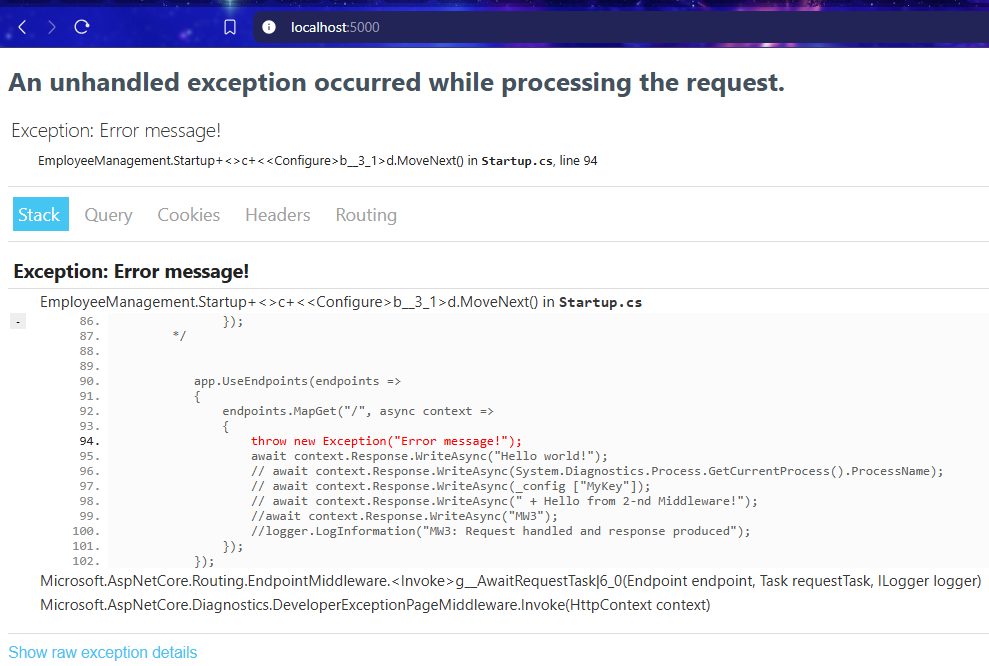 localhost:5000
An unhandled exception occurred while processing the request.
Exception: Error message!
EmployeeManagement.Startup+<>c+<<Configure>b__3_1>d.MoveNext() in Startup.cs, line 94
Stack Query Cookies Headers Routing
Exception: Error message!
EmployeeManagement.Startup+<>c+<<Configure>b__3_1>d.MoveNext() in Startup.cs
- 86. });
87. */
88.
89.
90. app.UseEndpoints(endpoints =>
91. {
92. endpoints.MapGet("/", async context =>
93. {
94. throw new Exception("Error message!");
95. await context.Response.WriteAsync("Hello world!");
96. // await context.Response.WriteAsync(System.Diagnostics.Process.GetCurrentProcess().ProcessName);
97. // await context.Response.WriteAsync(_config ["MyKey"]);
98. // await context.Response.WriteAsync(" + Hello from 2-nd Middleware!");
99. //await context.Response.WriteAsync("MW3");
100. //logger.LogInformation("MW3: Request handled and response produced");
101. });
102. });
Microsoft.AspNetCore.Routing.EndpointMiddleware.<Invoke>g__AwaitRequestTask|6_0(Endpoint endpoint, Task requestTask, ILogger logger)
Microsoft.AspNetCore.Diagnostics.DeveloperExceptionPageMiddleware.Invoke(HttpContext context)
Show raw exception details